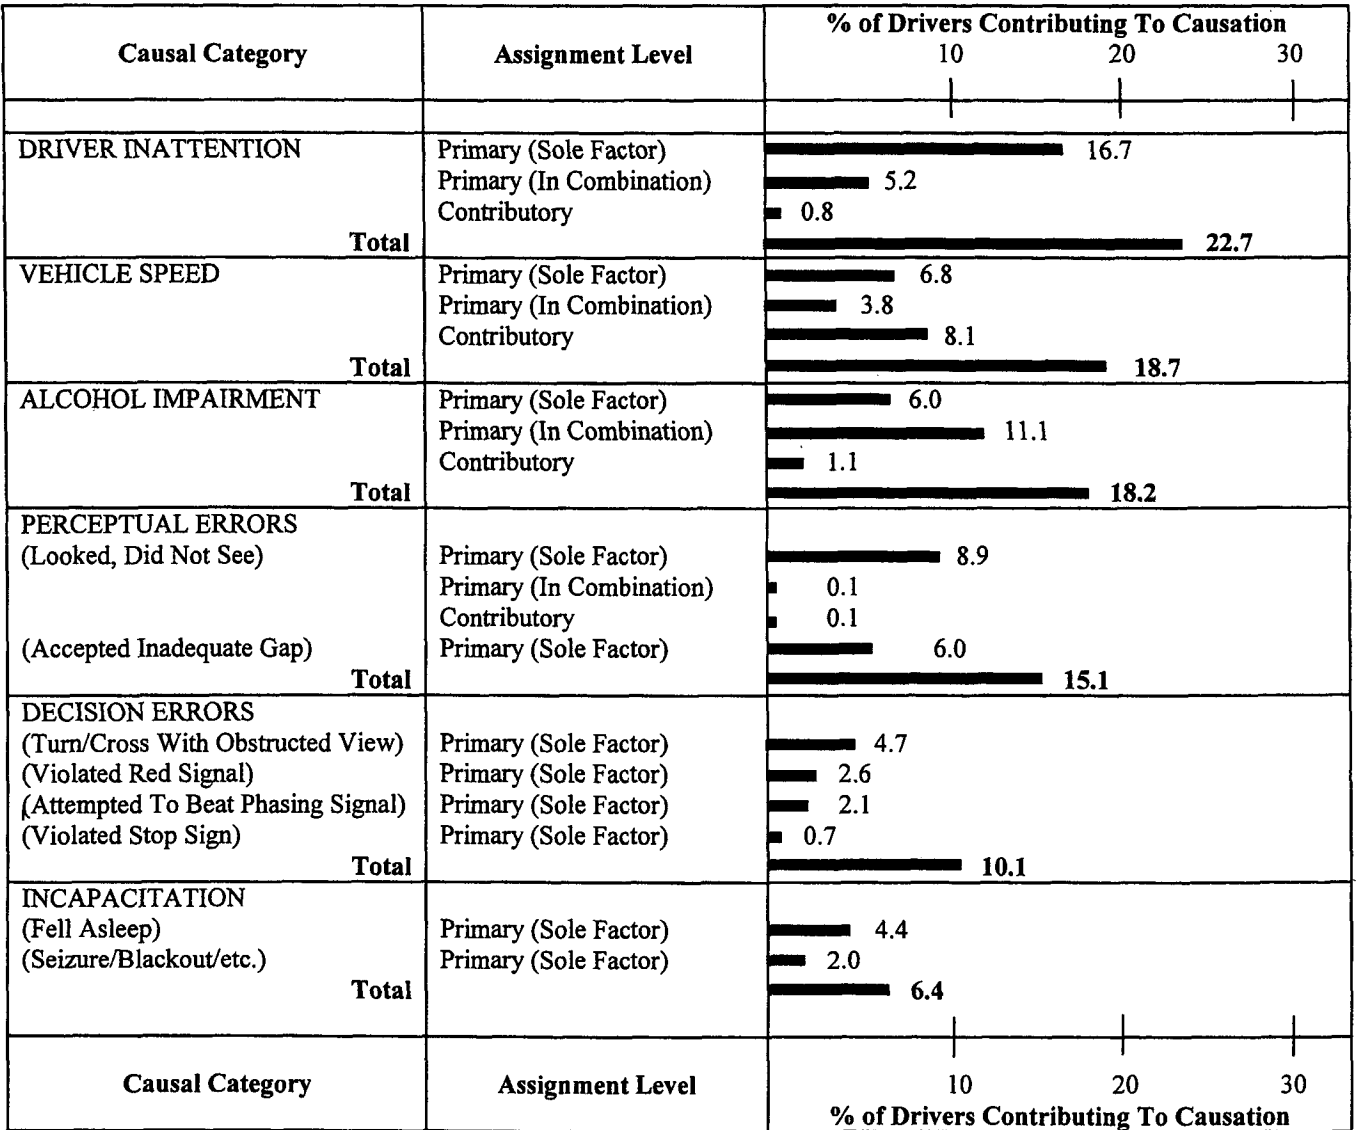 % of Drivers Contributing To Causation
Causal Category Assignment Level 10 20 30
DRIVER INATTENTION Primary (Sole Factor) 16.7
Primary (In Combination) 5.2
Contributory 0.8
Total 22.7
VEHICLE SPEED Primary (Sole Factor) 6.8
Primary (In Combination) 3.8
Contributory 8.1
Total 18.7
ALCOHOL IMPAIRMENT Primary (Sole Factor) 6.0
Primary (In Combination) 11.1
Contributory 1.1
Total 18.2
PERCEPTUAL ERRORS
(Looked, Did Not See) Primary (Sole Factor) 8.9
Primary (In Combination) 0.1
Contributory 0.1
(Accepted Inadequate Gap) Primary (Sole Factor) 6.0
Total 15.1
DECISION ERRORS
(Turn/Cross With Obstructed View) Primary (Sole Factor) 4.7
(Violated Red Signal) Primary (Sole Factor) 2.6
(Attempted To Beat Phasing Signal) Primary (Sole Factor) 2.1
(Violated Stop Sign) Primary (Sole Factor) 0.7
Total 10.1
INCAPACITATION
(Fell Asleep) Primary (Sole Factor) 4.4
(Seizure/Blackout/etc.) Primary (Sole Factor) 2.0
Total 6.4
Causal Category Assignment Level 10 20 30
% of Drivers Contributing To Causation